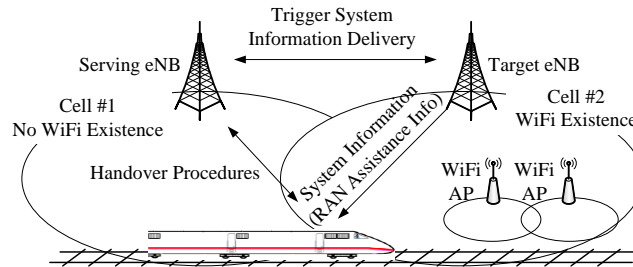 Trigger System
Information Delivery
Serving eNB
Target eNB
Cell #1
No WiFi Existence
Cell #2
WiFi Existence
Handover Procedures
System Information
(RAN Assistance Info)
WiFi
AP
WiFi
AP